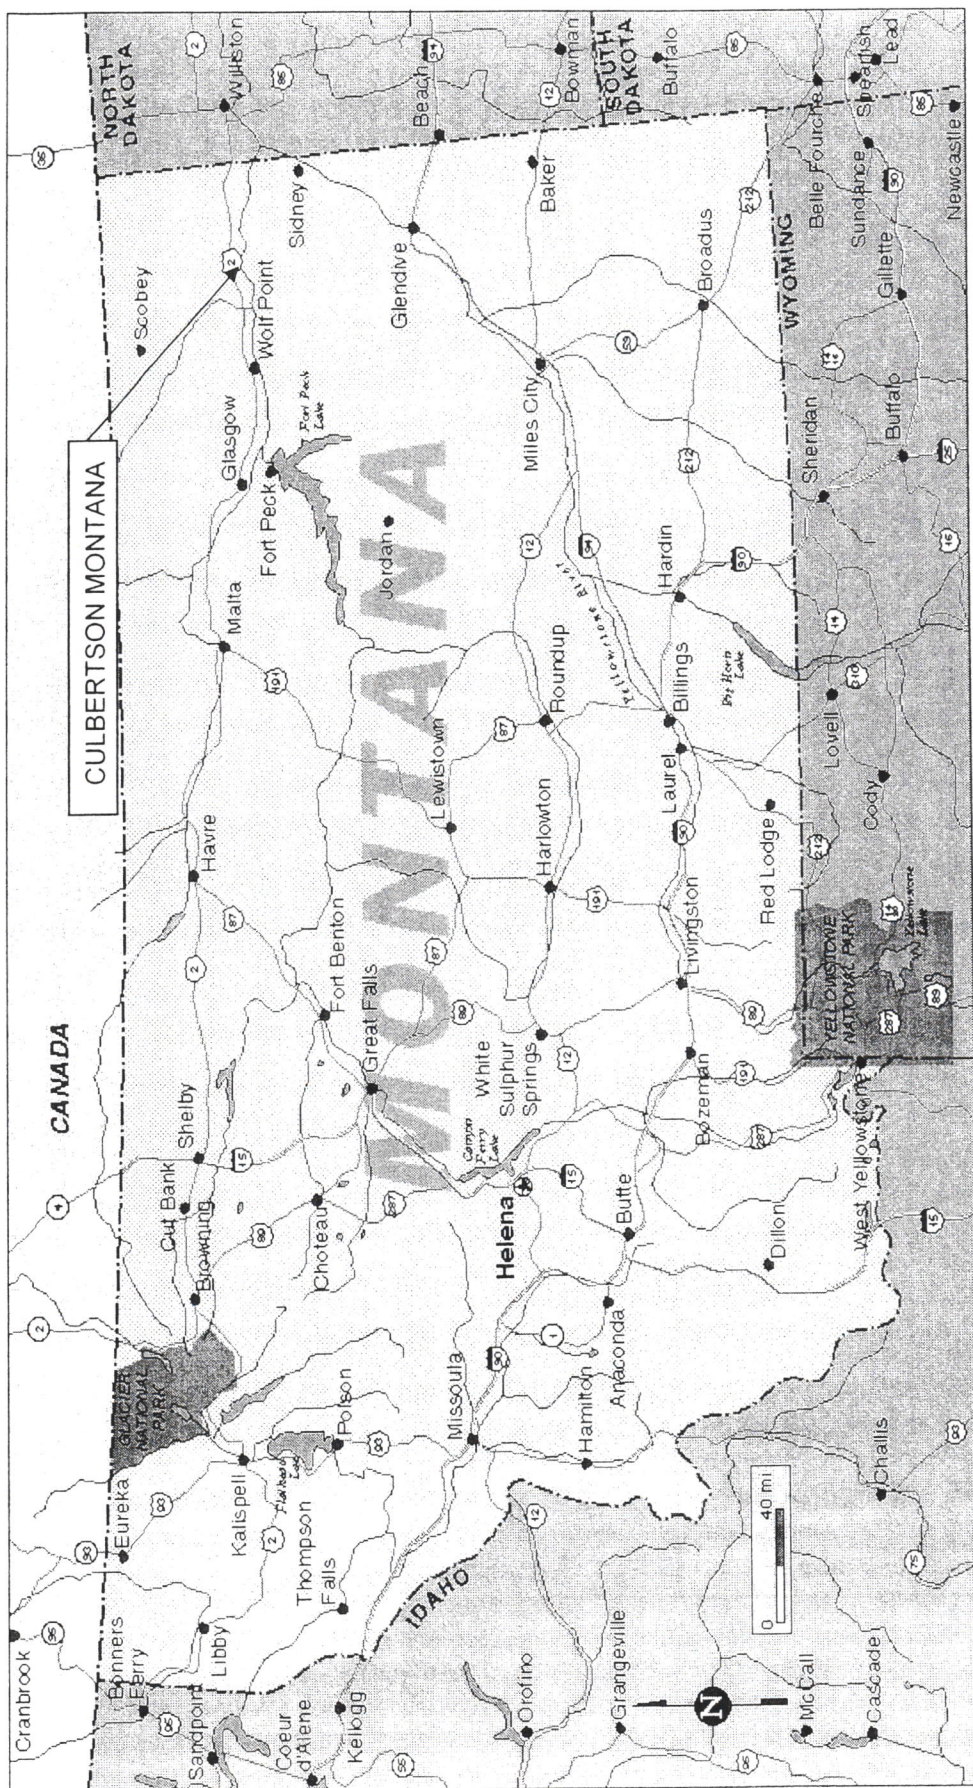 CULBERTSON MONTANA
CANADA
MONTANA
NORTH
DAKOTA
SOUTH
DAKOTA
WYOMING
IDAHO
GLACIER
NATIONAL
PARK
YELLOWSTONE
NATIONAL PARK
Cranbrook
Bonners
Ferry
Sandpoint
Coeur
d'Alene
Kellogg
Eureka
Libby
Kalispell
Flathead
Lake
Thompson
Falls
Polson
Cut Bank
Browning
Shelby
Choteau
Havre
Fort Benton
Great Falls
Malta
Glasgow
Fort Peck
Fort Peck
Lake
Wolf Point
Scobey
Sidney
Williston
Jordan
Glendive
Beach
Bowman
Lewistown
Missoula
Helena
Canyon
Ferry
Lake
White
Sulphur
Springs
Harlowton
Roundup
Miles City
Baker
Buffalo
Hamilton
Anaconda
Butte
Bozeman
Livingston
Laurel
Billings
Yellowstone River
Hardin
Big Horn
Lake
Broadus
Dillon
Red Lodge
West Yellowstone
Yellowstone
Lake
Lovell
Cody
Sheridan
Buffalo
Gillette
Sundance
Belle Fourche
Spearfish
Lead
Newcastle
Orofino
Grangeville
McCall
Cascade
Challis
N
0 40 mi
95
95
93
93
93
2
2
2
2
2
2
4
15
15
15
89
89
89
89
287
287
287
87
87
87
191
191
191
12
12
12
12
1
90
90
90
90
94
94
212
212
212
59
85
85
85
310
14
16
25
75
93
95